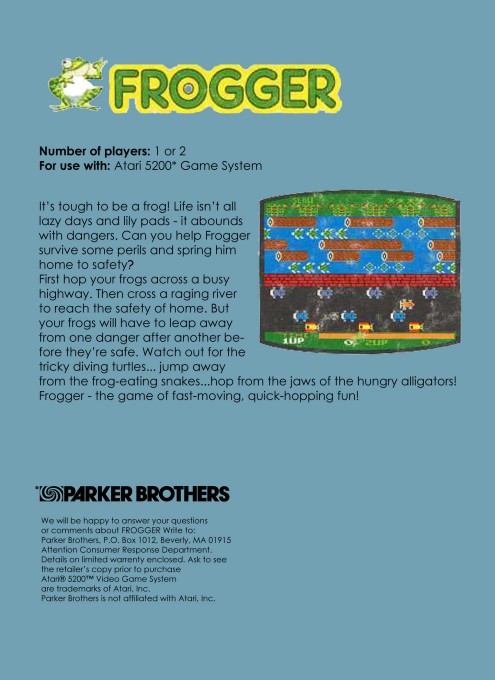 FROGGER
Number of players: 1 or 2
For use with: Atari 5200* Game System
It's tough to be a frog! Life isn't all
lazy days and lily pads - it abounds
with dangers. Can you help Frogger
survive some perils and spring him
home to safety?
First hop your frogs across a busy
highway. Then cross a raging river
to reach the safety of home. But
your frogs will have to leap away
from one danger after another be-
fore they're safe. Watch out for the
tricky diving turtles... jump away
from the frog-eating snakes...hop from the jaws of the hungry alligators!
Frogger - the game of fast-moving, quick-hopping fun!
1UP 0 2UP 0
PARKER BROTHERS
We will be happy to answer your questions
or comments about FROGGER Write to:
Parker Brothers, P.O. Box 1012, Beverly, MA 01915
Attention Consumer Response Department.
Details on limited warrenty enclosed. Ask to see
the retailer's copy prior to purchase
Atari® 5200™ Video Game System
are trademarks of Atari, Inc.
Parker Brothers is not affiliated with Atari, Inc.